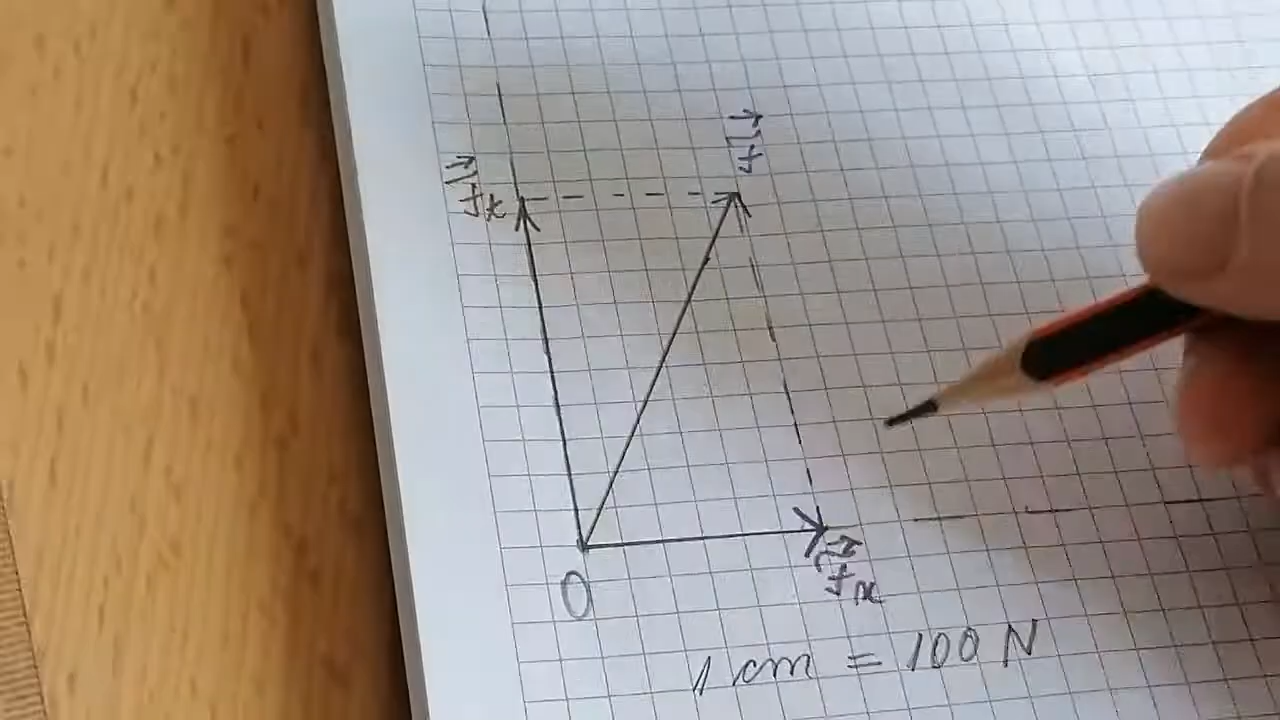 F⃗
F⃗k
O
F⃗x
1 cm = 100 N